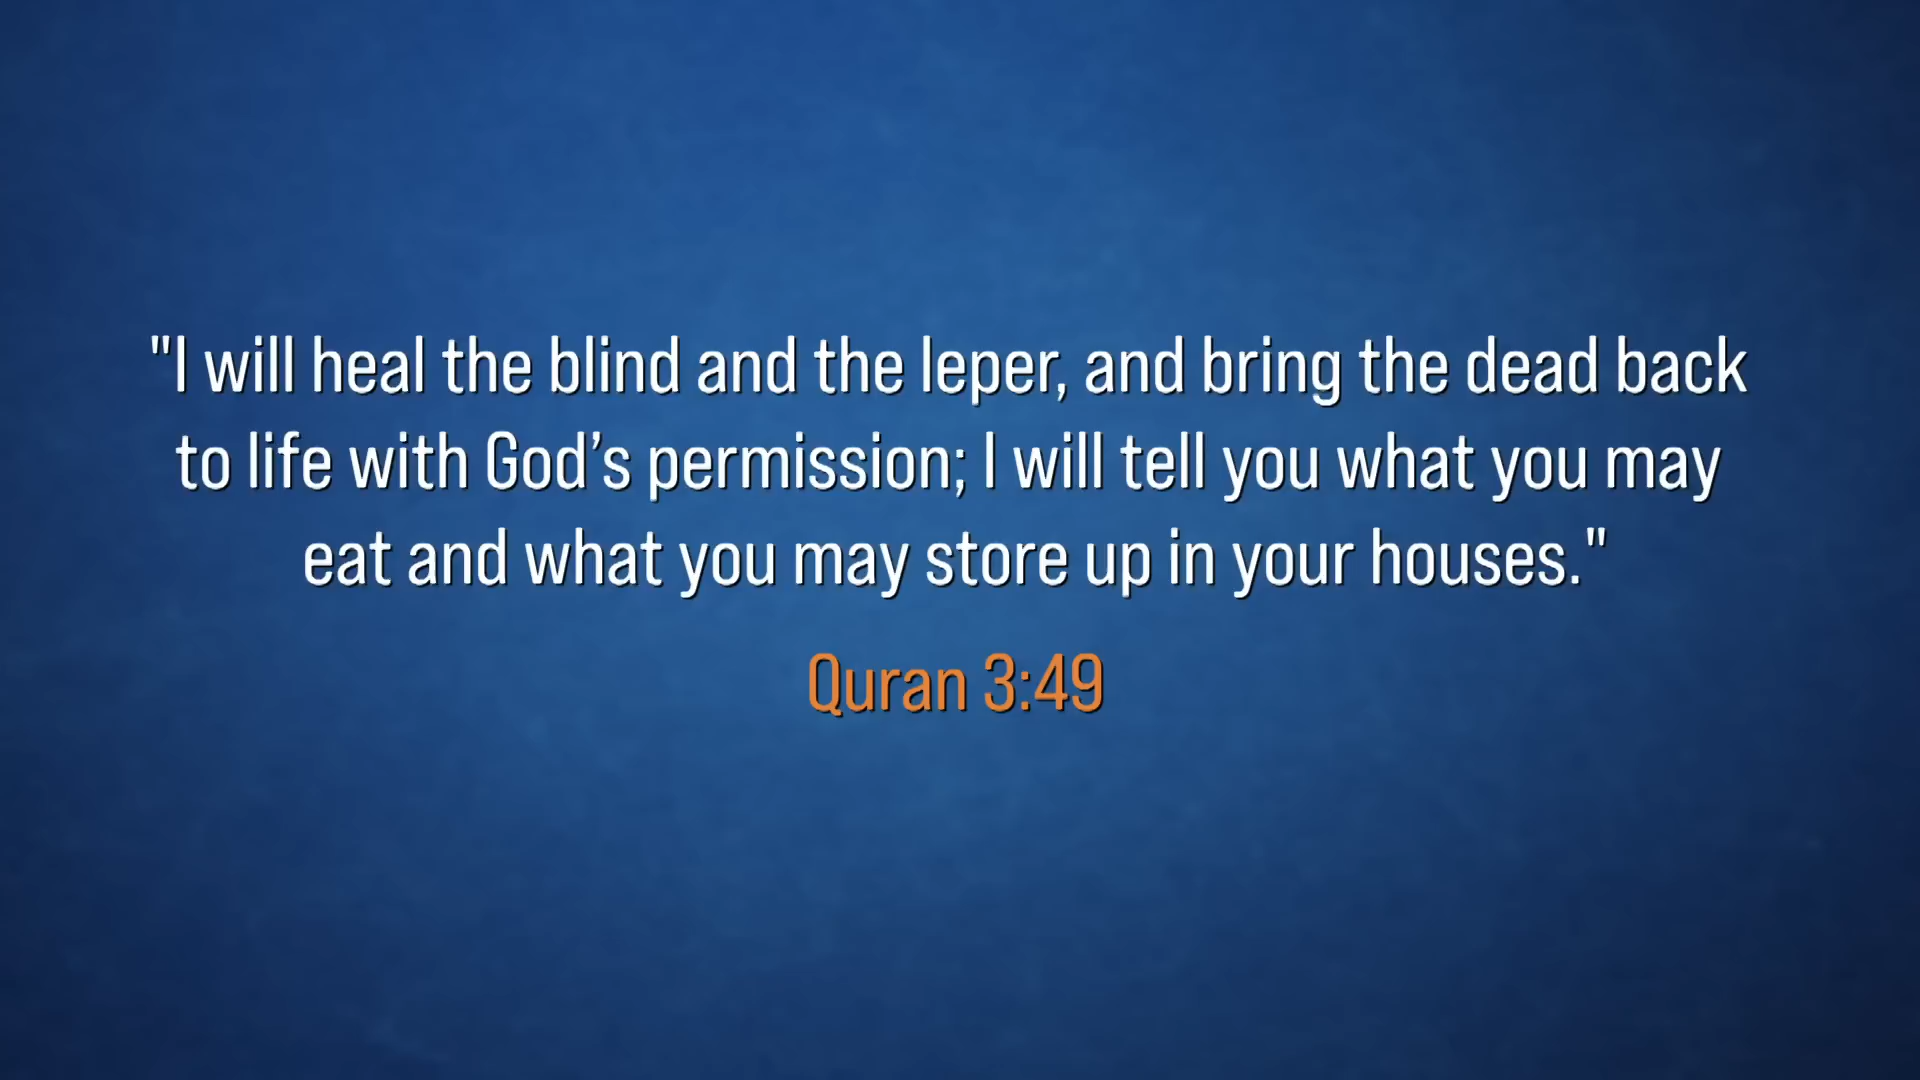 "I will heal the blind and the leper, and bring the dead back
to life with God’s permission; I will tell you what you may
eat and what you may store up in your houses."
Quran 3:49